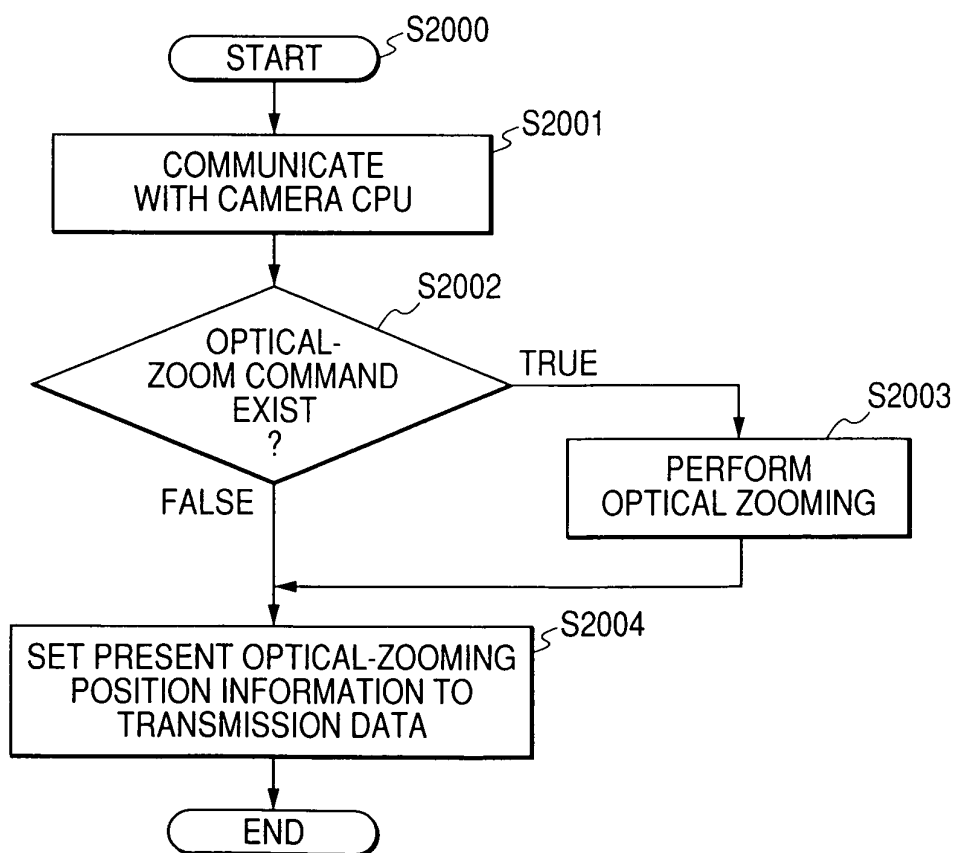 START
S2000
COMMUNICATE
WITH CAMERA CPU
S2001
OPTICAL-
ZOOM COMMAND
EXIST
?
S2002
TRUE
FALSE
PERFORM
OPTICAL ZOOMING
S2003
SET PRESENT OPTICAL-ZOOMING
POSITION INFORMATION TO
TRANSMISSION DATA
S2004
END